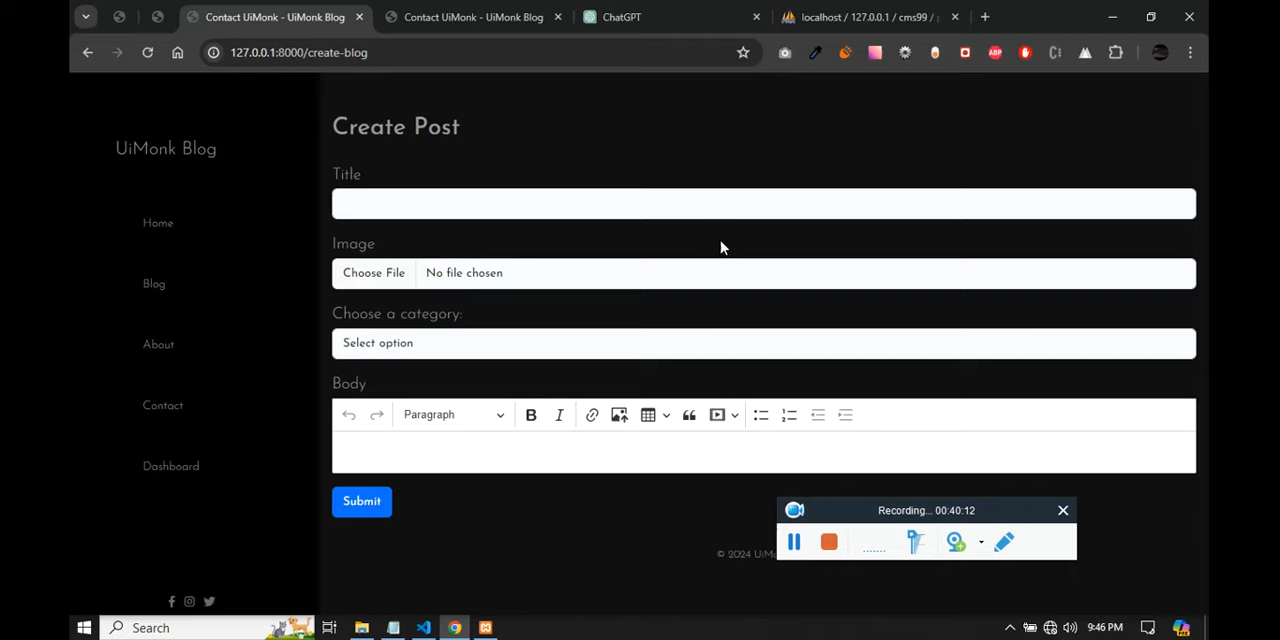 Contact UiMonk - UiMonk Blog
Contact UiMonk - UiMonk Blog
ChatGPT
localhost / 127.0.0.1 / cms99 /
127.0.0.1:8000/create-blog
ABP
UiMonk Blog
Home
Blog
About
Contact
Dashboard
Create Post
Title
Image
Choose File
No file chosen
Choose a category:
Select option
Body
Paragraph
B
I
Submit
Recording... 00:40:12
© 2024 UiM
Search
9:46 PM